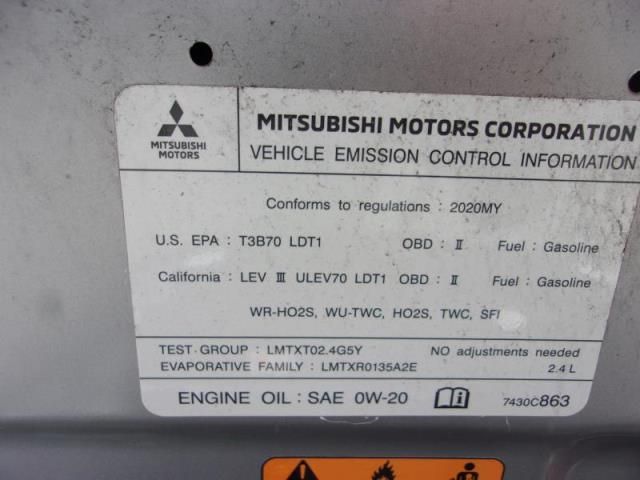 MITSUBISHI MOTORS
MITSUBISHI MOTORS CORPORATION
VEHICLE EMISSION CONTROL INFORMATION
Conforms to regulations : 2020MY
U.S. EPA : T3B70 LDT1 OBD : II Fuel : Gasoline
California : LEV III ULEV70 LDT1 OBD : II Fuel : Gasoline
WR-HO2S, WU-TWC, HO2S, TWC, SFI
TEST GROUP : LMTXT02.4G5Y NO adjustments needed
EVAPORATIVE FAMILY : LMTXR0135A2E 2.4 L
ENGINE OIL : SAE 0W-20 7430C863